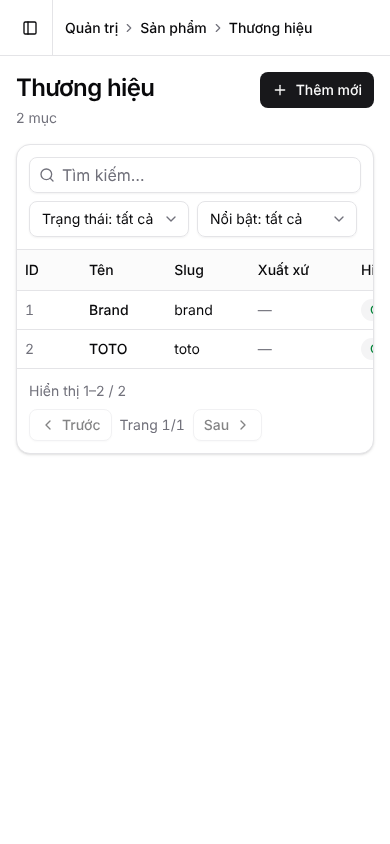 Quản trị > Sản phẩm > Thương hiệu
Thương hiệu
+ Thêm mới
2 mục
Tìm kiếm...
Trạng thái: tất cả
Nổi bật: tất cả
ID Tên Slug Xuất xứ
1 Brand brand —
2 TOTO toto —
Hiển thị 1–2 / 2
Trước Trang 1/1 Sau